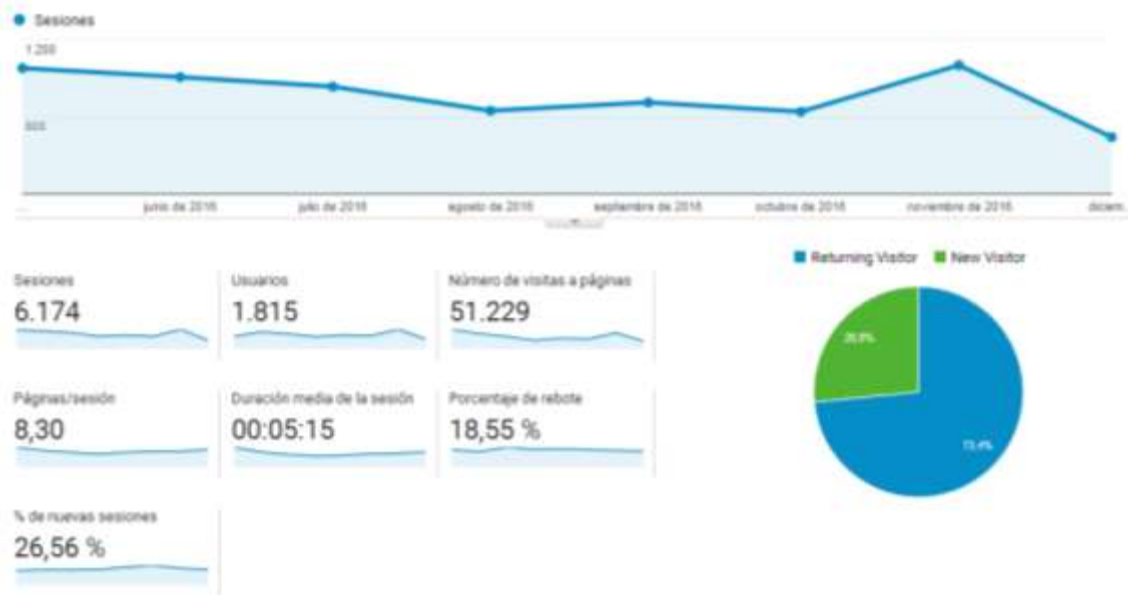 Sesiones
1.200
600
junio de 2016
julio de 2016
agosto de 2016
septiembre de 2016
octubre de 2016
noviembre de 2016
diciem.
Returning Visitor
New Visitor
Sesiones
6.174
Usuarios
1.815
Número de visitas a páginas
51.229
Páginas/sesión
8,30
Duración media de la sesión
00:05:15
Porcentaje de rebote
18,55 %
% de nuevas sesiones
26,56 %
73,4%